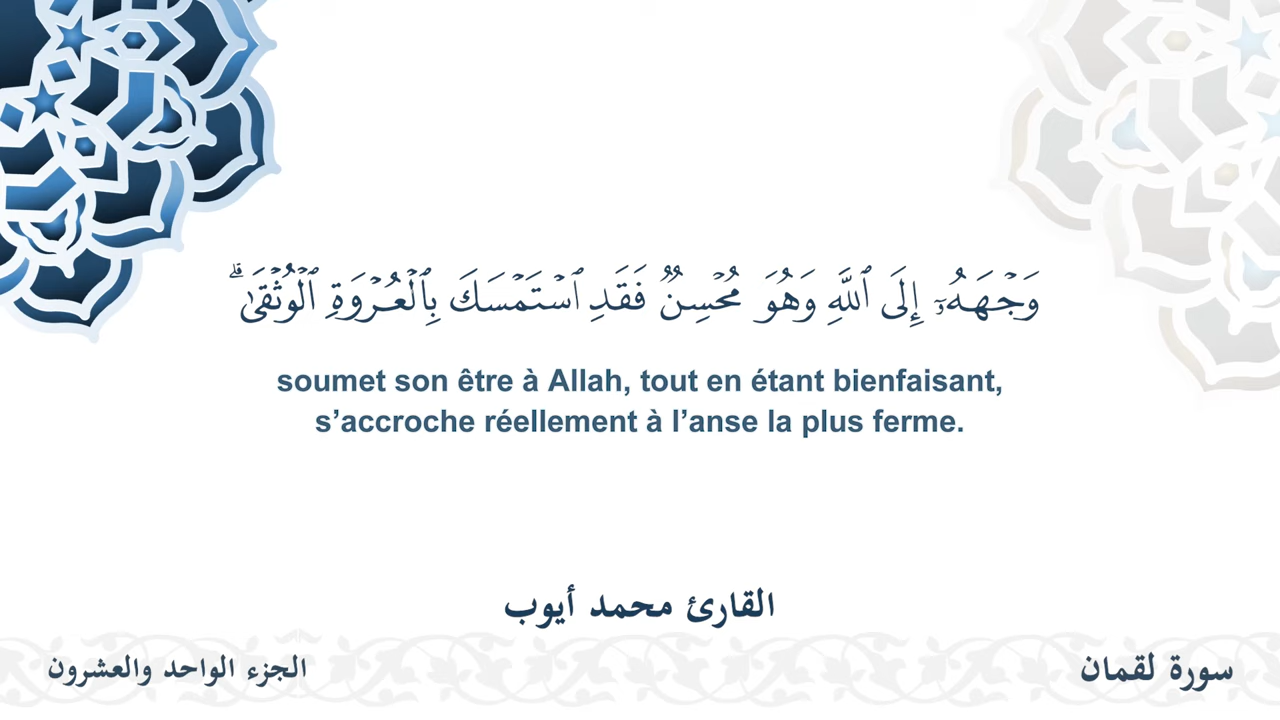 وَجْهَهُۥٓ إِلَى ٱللَّهِ وَهُوَ مُحْسِنٌۭ فَقَدِ ٱسْتَمْسَكَ بِٱلْعُرْوَةِ ٱلْوُثْقَىٰ ۗ
soumet son être à Allah, tout en étant bienfaisant,
s’accroche réellement à l’anse la plus ferme.
القارئ محمد أيوب
سورة لقمان
الجزء الواحد والعشرون